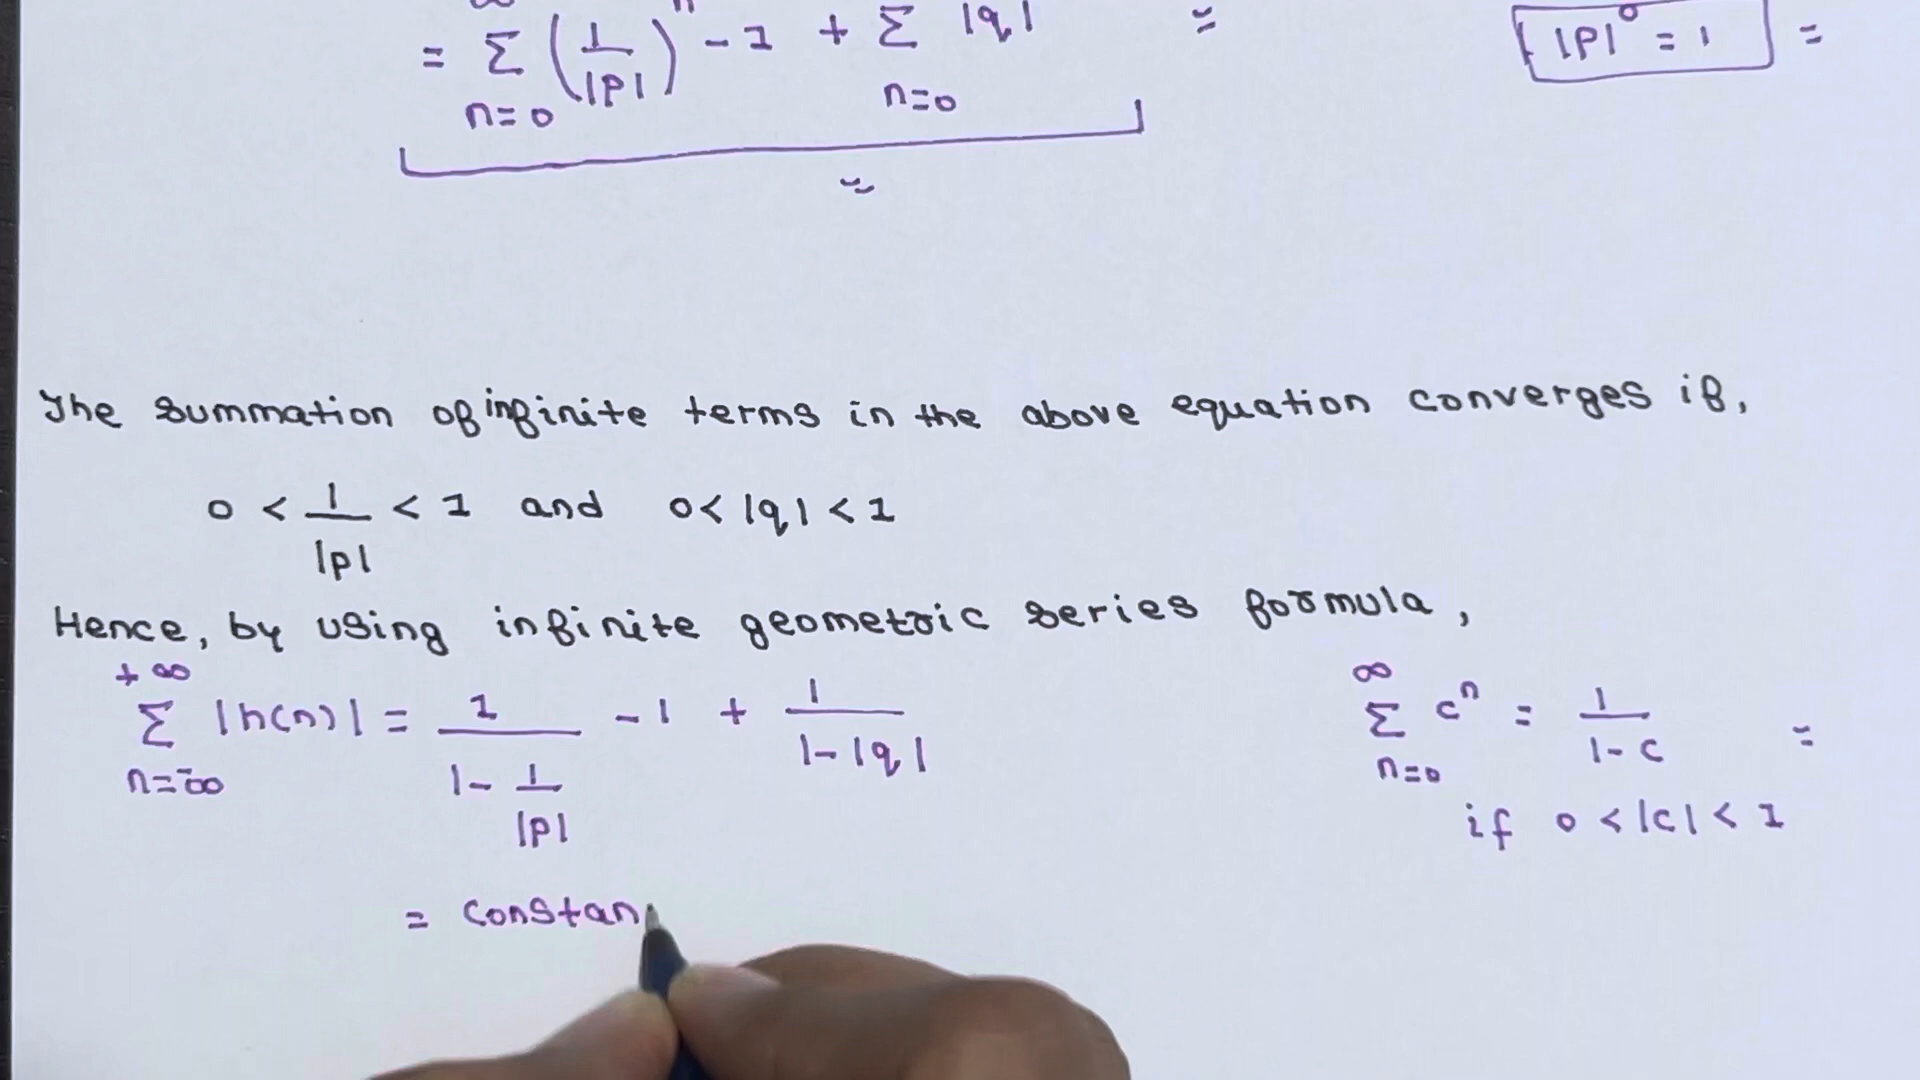 = Σ (1/|p|)ⁿ - 1 + Σ |q| =
n=0 n=0
|p|⁰ = 1 =
The summation of infinite terms in the above equation converges if,
0 < 1/|p| < 1 and 0 < |q| < 1
Hence, by using infinite geometric series formula,
+∞
Σ |h(n)| = 1/(1 - 1/|p|) - 1 + 1/(1-|q|)
n=-∞
∞
Σ cⁿ = 1/(1-c) =
n=0
if 0 < |c| < 1
= constan